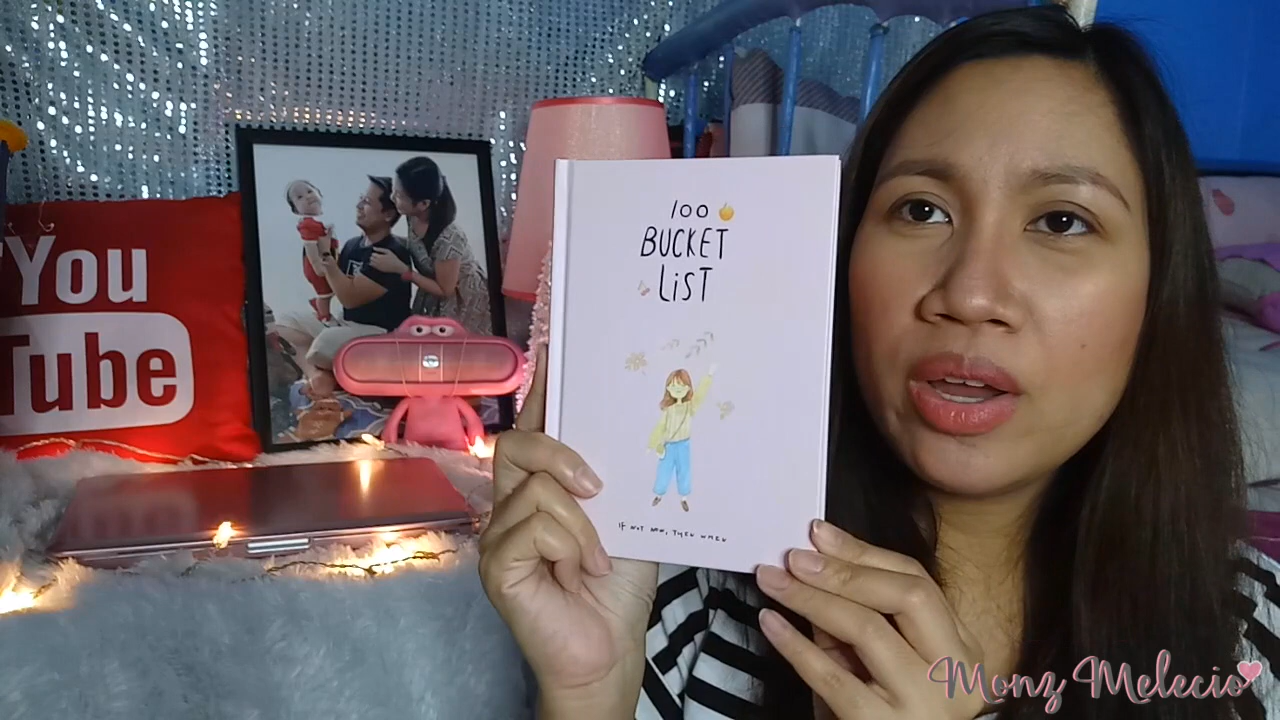 You
Tube
100
BUCKET
LIST
IF NOT NOW, THEN WHEN
Monz Melecio